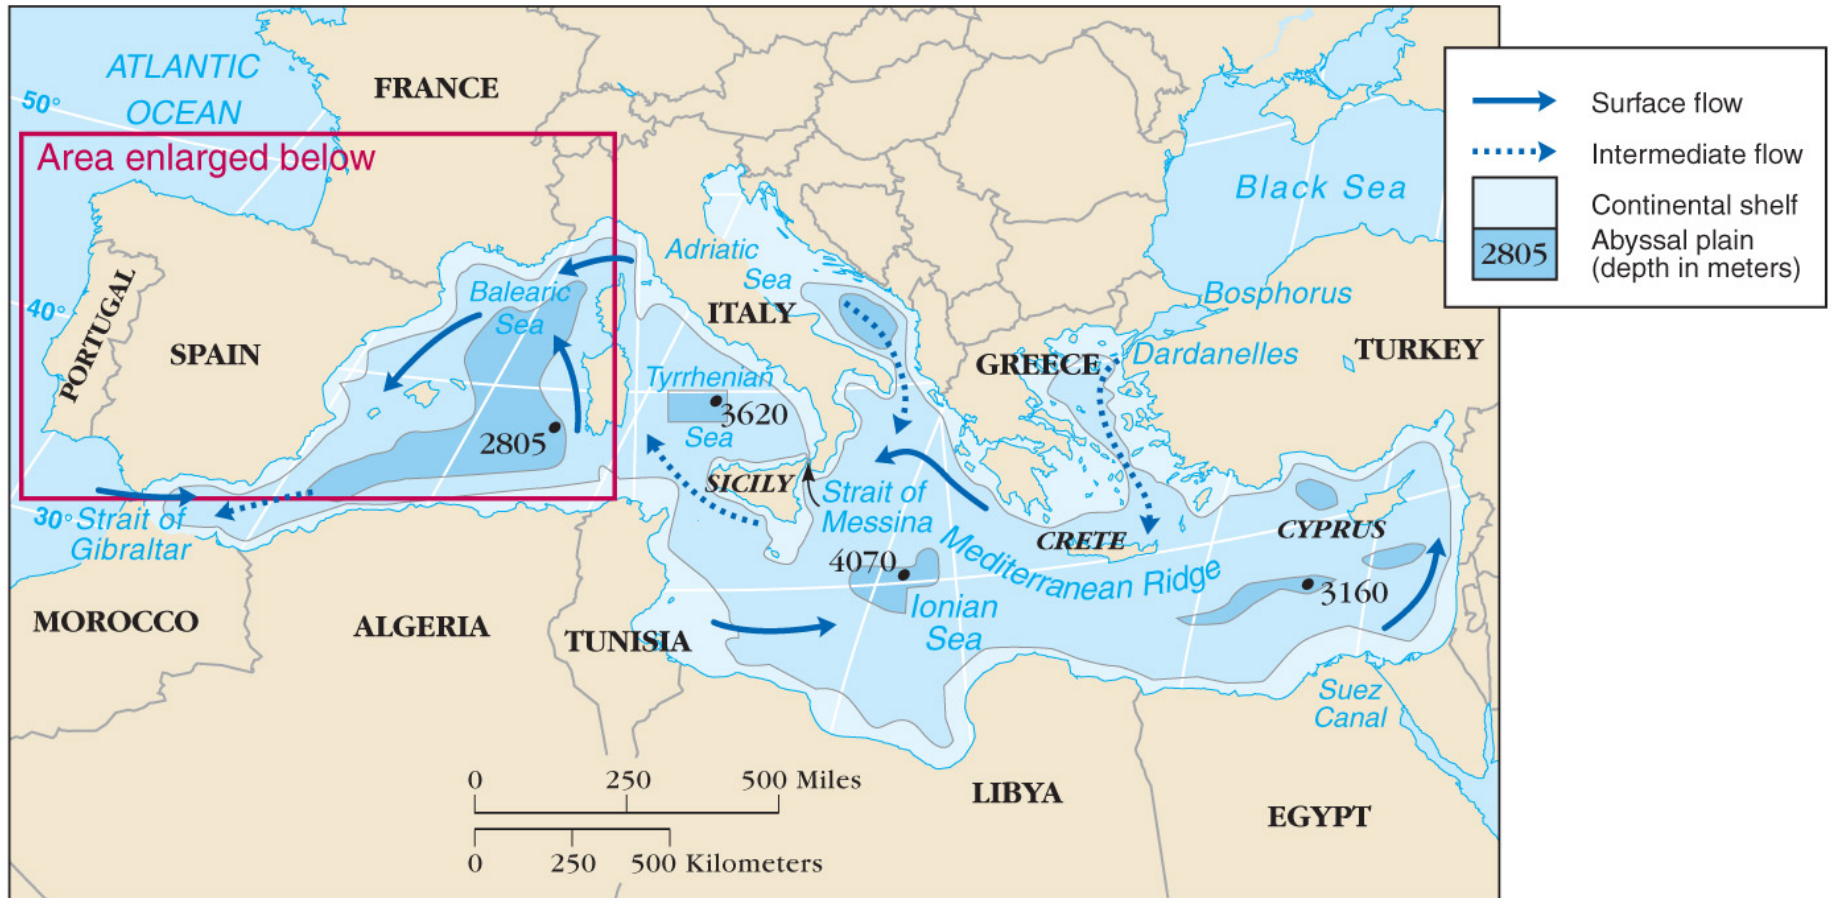 ATLANTIC
OCEAN
50°
FRANCE
Area enlarged below
Black Sea
Adriatic
Sea
PORTUGAL
40°
Balearic
Sea
ITALY
Bosphorus
SPAIN
GREECE
Dardanelles
TURKEY
Tyrrhenian
3620
Sea
2805
SICILY
Strait of
Messina
30°
Strait of
Gibraltar
4070
CRETE
CYPRUS
Mediterranean Ridge
3160
Ionian
Sea
MOROCCO
ALGERIA
TUNISIA
Suez
Canal
LIBYA
EGYPT
0 250 500 Miles
0 250 500 Kilometers
Surface flow
Intermediate flow
Continental shelf
2805 Abyssal plain
(depth in meters)